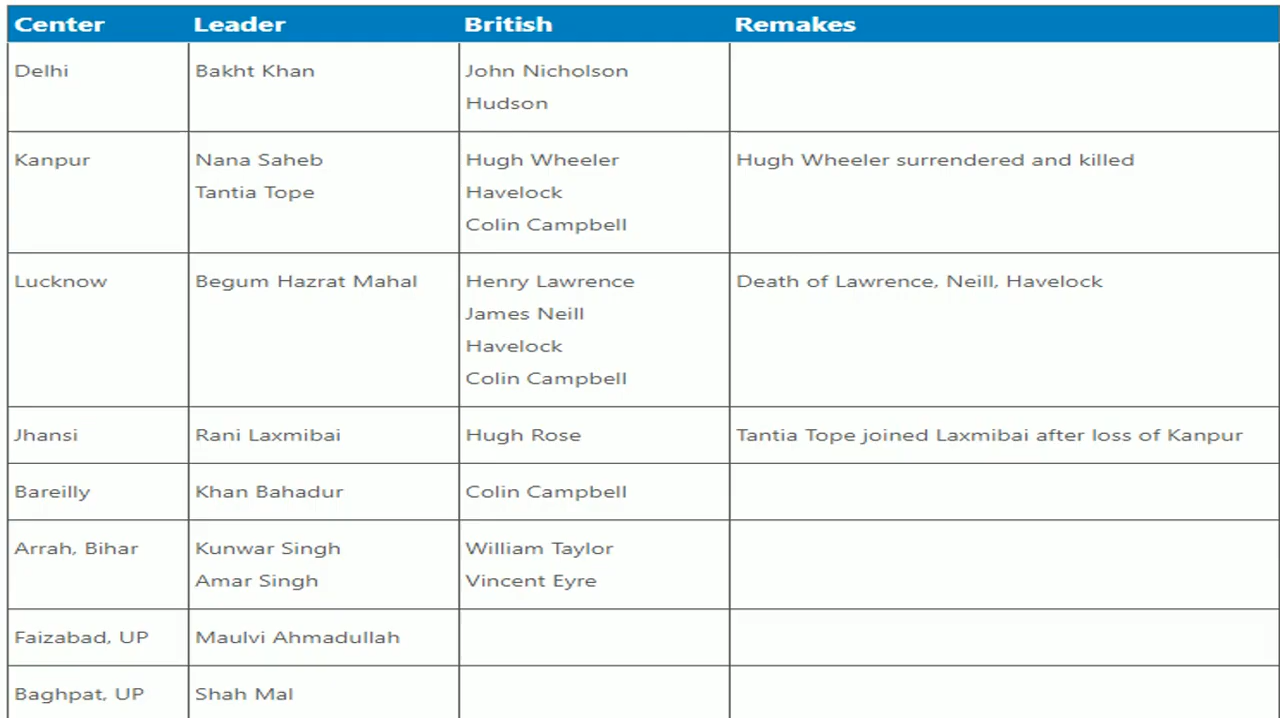 Center Leader British Remakes
Delhi Bakht Khan John Nicholson
Hudson
Kanpur Nana Saheb Hugh Wheeler Hugh Wheeler surrendered and killed
Tantia Tope Havelock
Colin Campbell
Lucknow Begum Hazrat Mahal Henry Lawrence Death of Lawrence, Neill, Havelock
James Neill
Havelock
Colin Campbell
Jhansi Rani Laxmibai Hugh Rose Tantia Tope joined Laxmibai after loss of Kanpur
Bareilly Khan Bahadur Colin Campbell
Arrah, Bihar Kunwar Singh William Taylor
Amar Singh Vincent Eyre
Faizabad, UP Maulvi Ahmadullah
Baghpat, UP Shah Mal